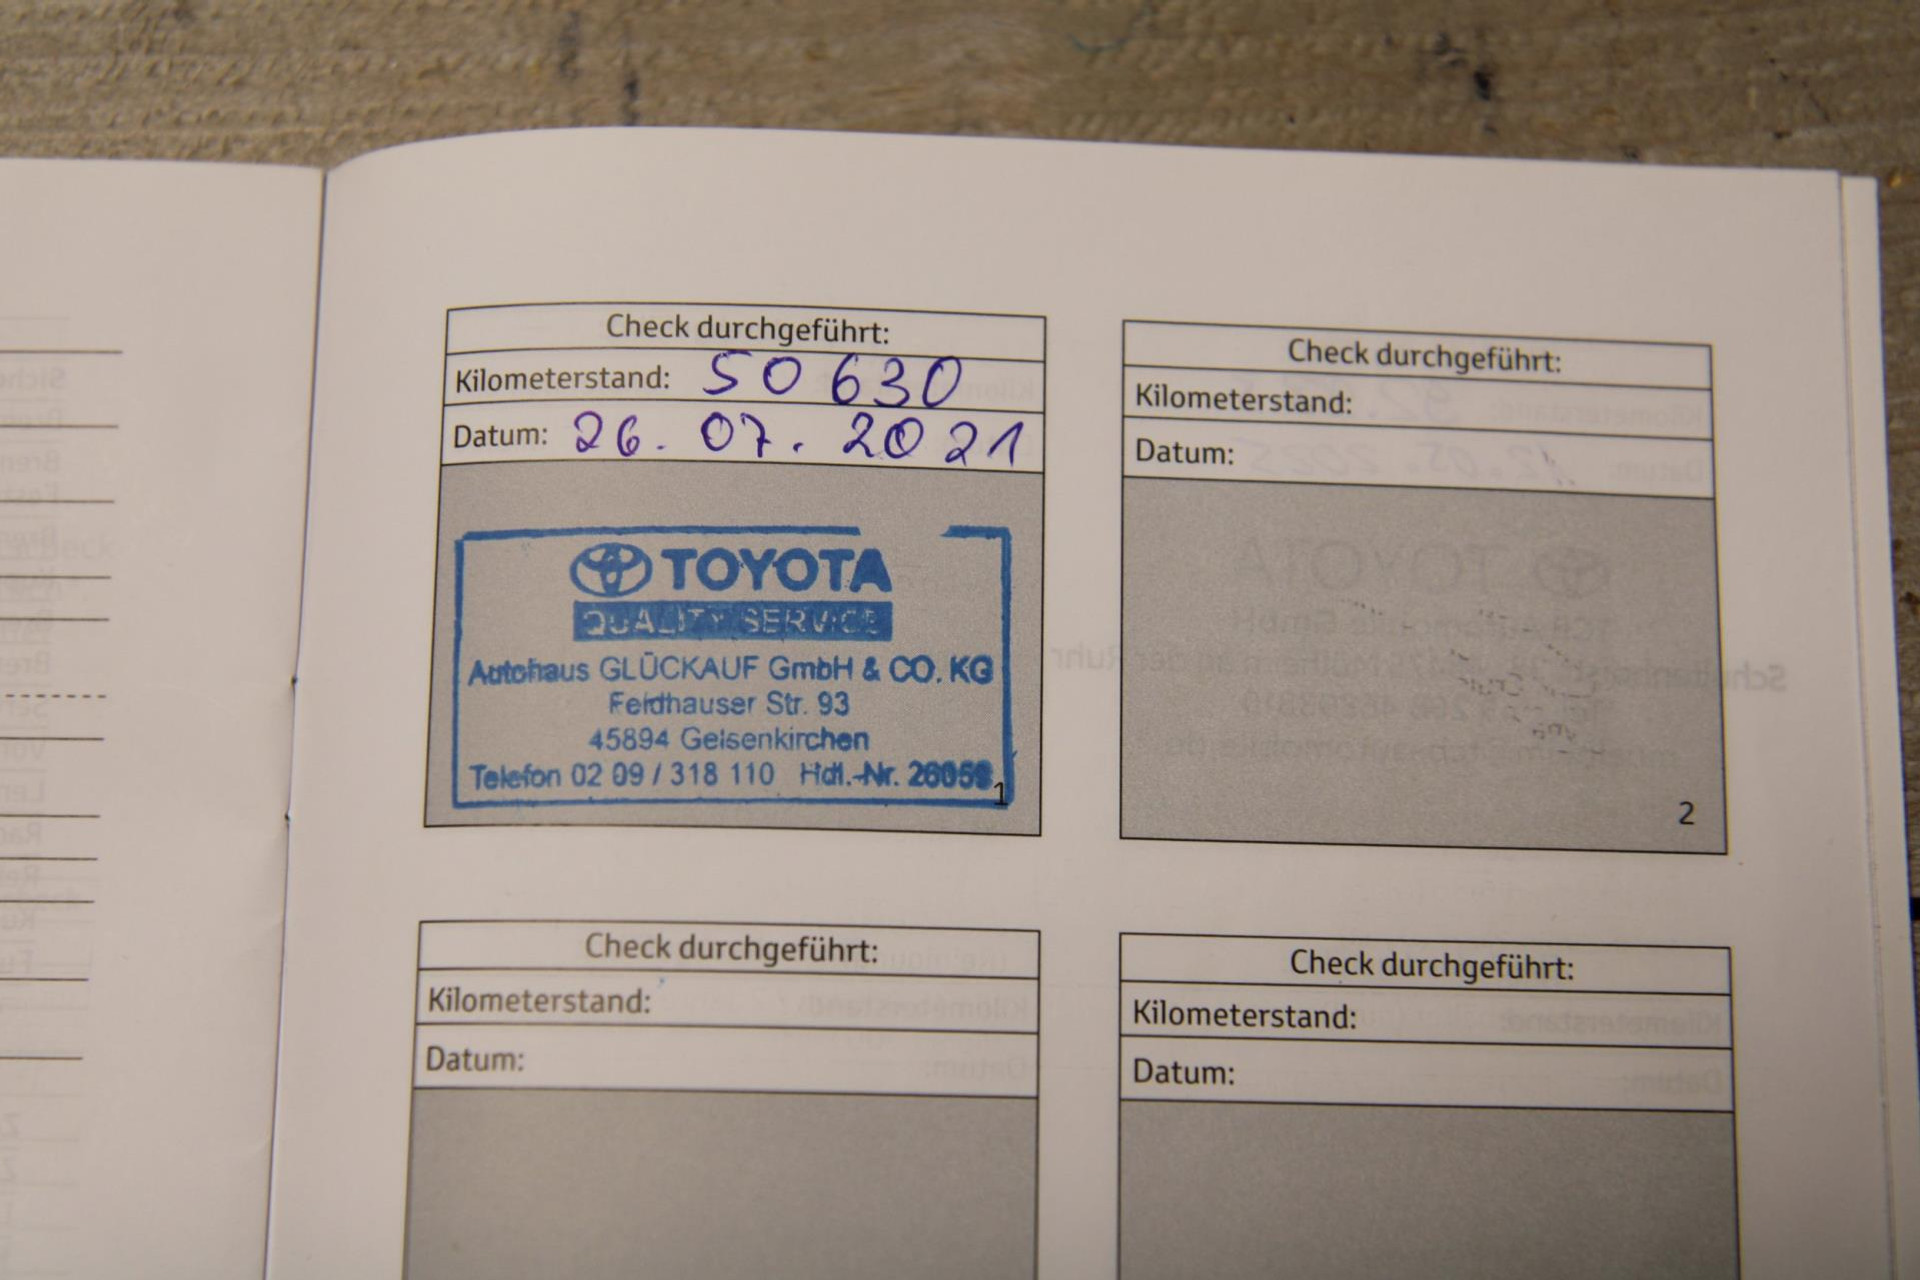 Check durchgeführt:
Kilometerstand: 50 630
Datum: 26. 07. 2021
TOYOTA
QUALITY SERVICE
Autohaus GLÜCKAUF GmbH & CO. KG
Feldhauser Str. 93
45894 Gelsenkirchen
Telefon 02 09 / 318 110 Hdl.-Nr.
1
Check durchgeführt:
Kilometerstand:
Datum:
2
Check durchgeführt:
Kilometerstand:
Datum:
Check durchgeführt:
Kilometerstand:
Datum: